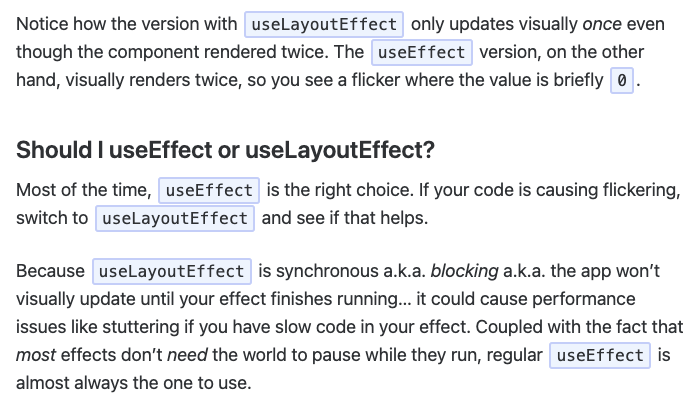 Notice how the version with useLayoutEffect only updates visually once even
though the component rendered twice. The useEffect version, on the other
hand, visually renders twice, so you see a flicker where the value is briefly 0.
Should I useEffect or useLayoutEffect?
Most of the time, useEffect is the right choice. If your code is causing flickering,
switch to useLayoutEffect and see if that helps.
Because useLayoutEffect is synchronous a.k.a. blocking a.k.a. the app won’t
visually update until your effect finishes running... it could cause performance
issues like stuttering if you have slow code in your effect. Coupled with the fact that
most effects don’t need the world to pause while they run, regular useEffect is
almost always the one to use.